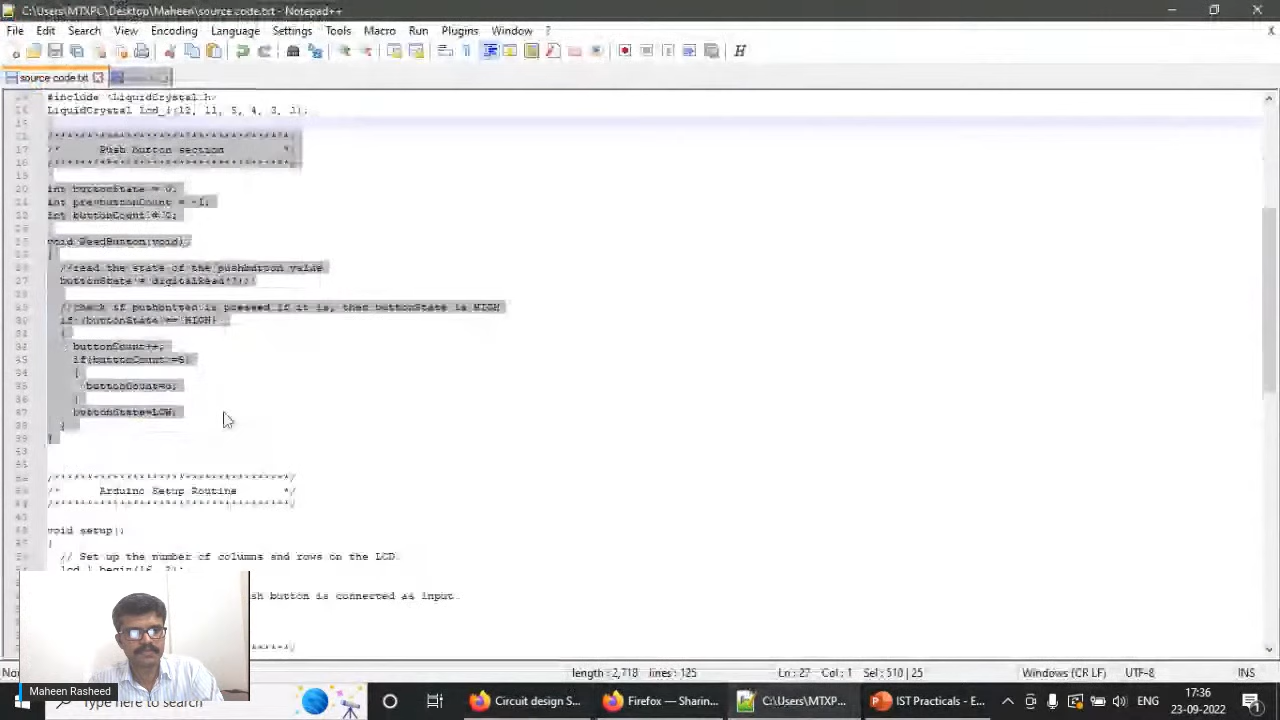 C:\Users\MTXPC\Desktop\Maheen\source code.txt - Notepad++
File Edit Search View Encoding Language Settings Tools Macro Run Plugins Window ?
source code.txt
#include <LiquidCrystal.h>
LiquidCrystal lcd_1(12, 11, 5, 4, 3, 2);
Push Button section
int buttonState = 0;
int prevbuttonCount = -1;
int buttonCount = 0;
void ReadButton(void)
{
//read the state of the pushbutton value
buttonState = digitalRead(7);
//check if pushbutton is pressed if it is, then buttonState is HIGH
if (buttonState == HIGH)
{
buttonCount++;
{
buttonCount=0;
}
buttonState=LOW;
}
}
/* Arduino Setup Routine */
void setup()
{
// Set up the number of columns and rows on the LCD.
lcd_1.begin(16, 2);
sh button is connected as input.
length : 2,718 lines : 125
Ln : 27 Col : 1 Sel : 510 | 25
Windows (CR LF) UTF-8 INS
Maheen Rasheed
Type here to search
Circuit design S...
Firefox — Sharin...
C:\Users\MTXPC...
IST Practicals - E...
ENG
17:36
23-09-2022